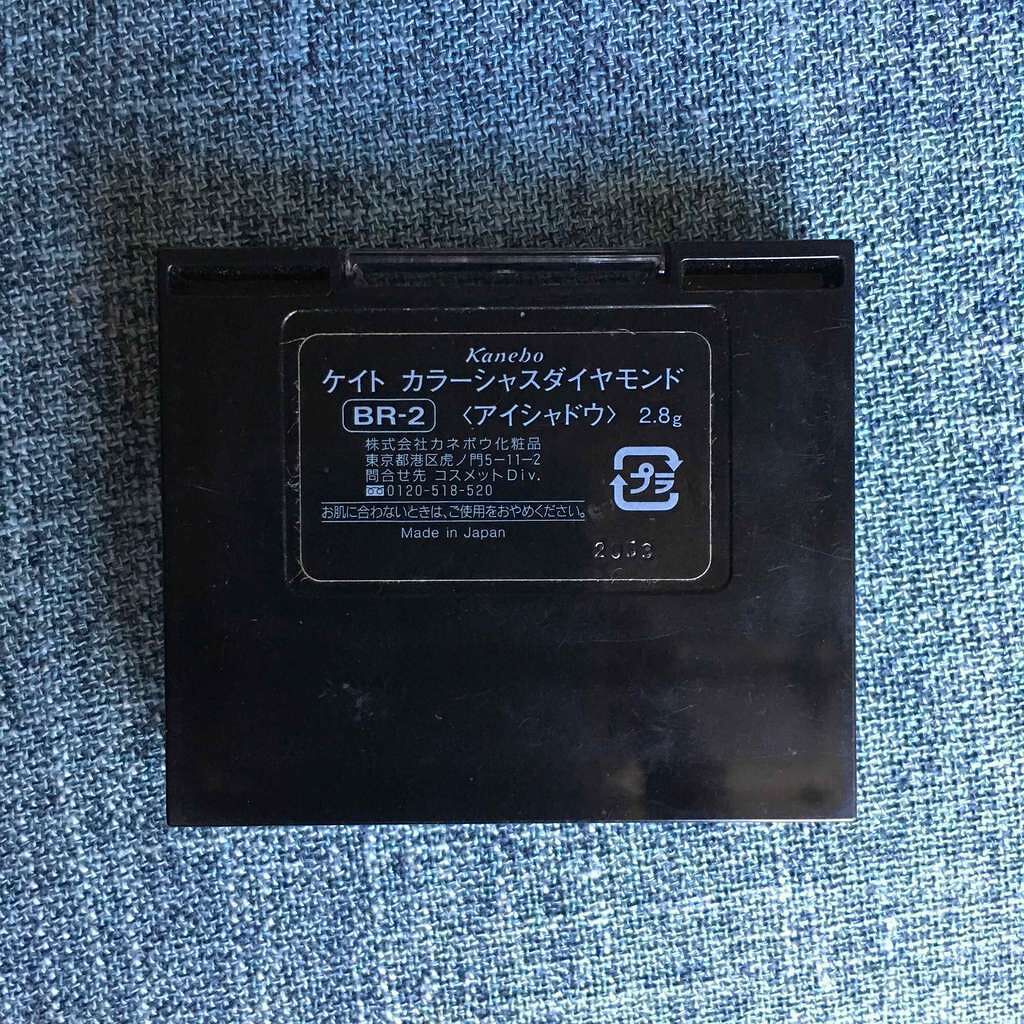 Kanebo
ケイト カラーシャスダイヤモンド
BR-2 〈アイシャドウ〉 2.8g
株式会社カネボウ化粧品
東京都港区虎ノ門5-11-2
問合せ先 コスメットDiv.
0120-518-520
プラ
お肌に合わないときは、ご使用をおやめください。
Made in Japan